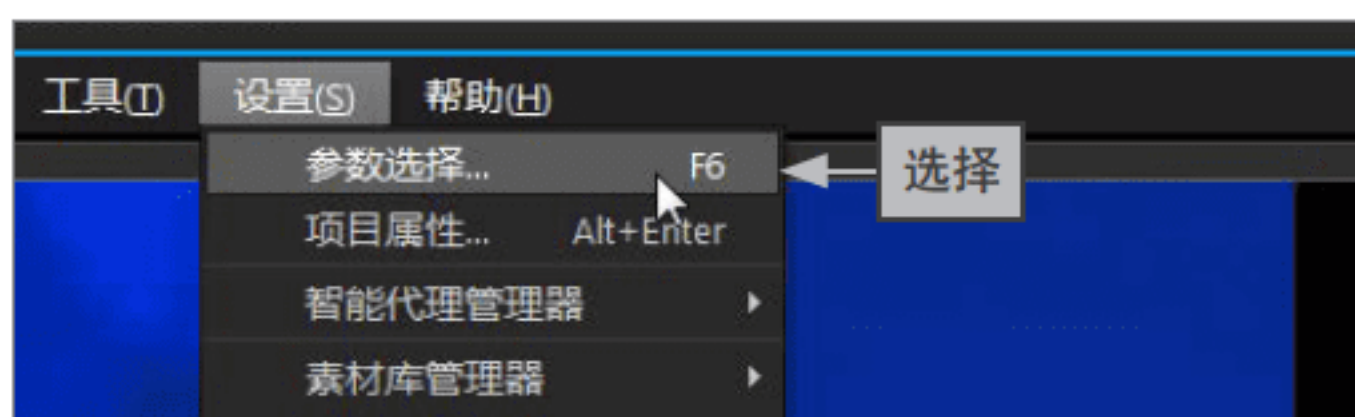 工具(T) 设置(S) 帮助(H)
参数选择... F6
选择
项目属性... Alt+Enter
智能代理管理器
素材库管理器